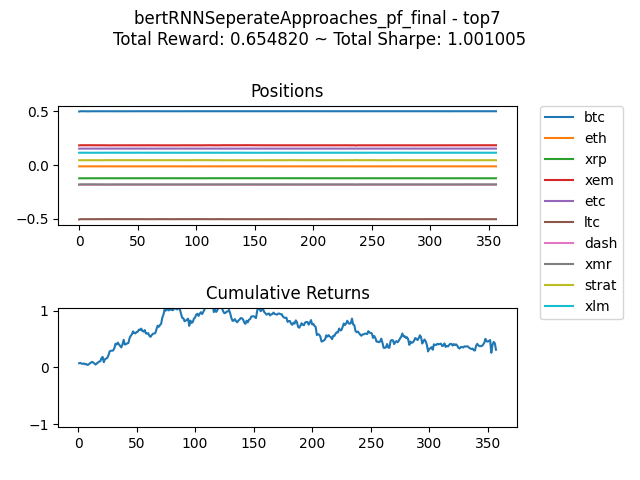 bertRNNSeperateApproaches_pf_final - top7
Total Reward: 0.654820 ~ Total Sharpe: 1.001005
Positions
0.5
0.0
−0.5
0 50 100 150 200 250 300 350
btc
eth
xrp
xem
etc
ltc
dash
xmr
strat
xlm
Cumulative Returns
1
0
−1
0 50 100 150 200 250 300 350